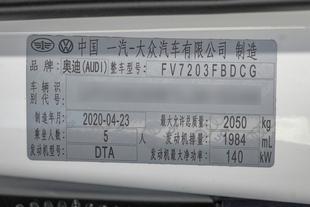 中国 一汽-大众汽车有限公司 制造
品牌：奥迪(AUDI) 整车型号：FV7203FBDCG
车辆识别代号：
制造年月：2020-04-23 最大允许总质量：2050 kg
乘坐人数：5 人 发动机排量：1984 mL
发动机型号：DTA 发动机最大净功率：140 kW